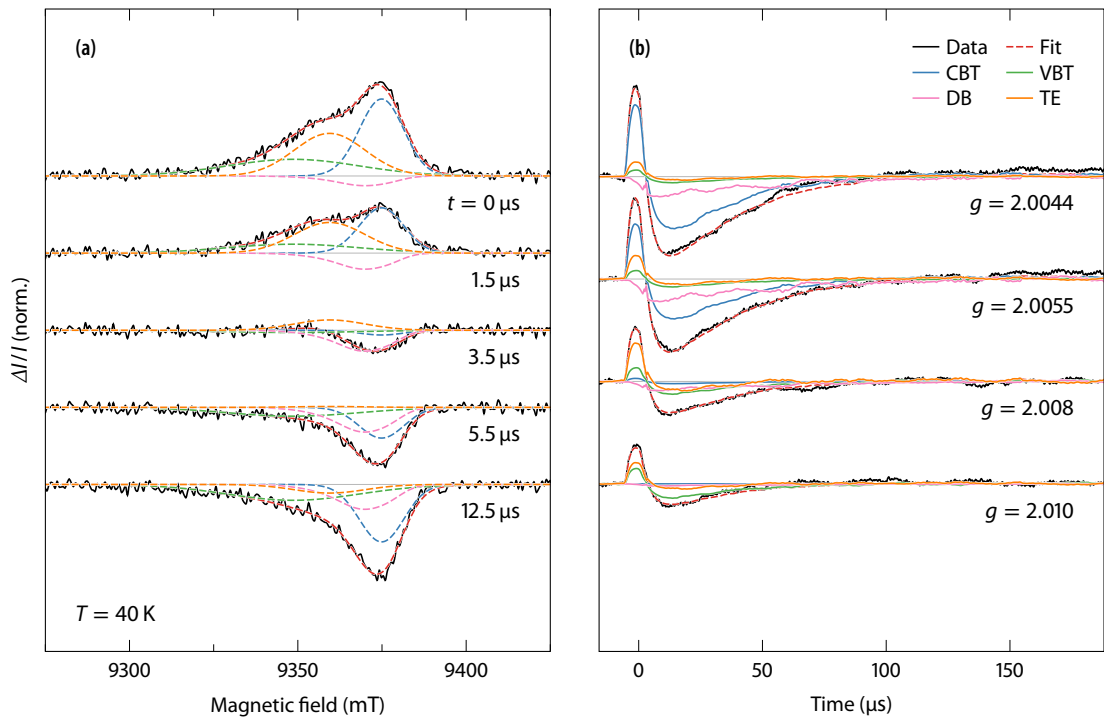 (a)
t = 0 µs
1.5 µs
3.5 µs
5.5 µs
12.5 µs
T = 40 K
ΔI/I (norm.)
9300 9350 9400
Magnetic field (mT)
(b)
Data Fit
CBT VBT
DB TE
g = 2.0044
g = 2.0055
g = 2.008
g = 2.010
0 50 100 150
Time (µs)